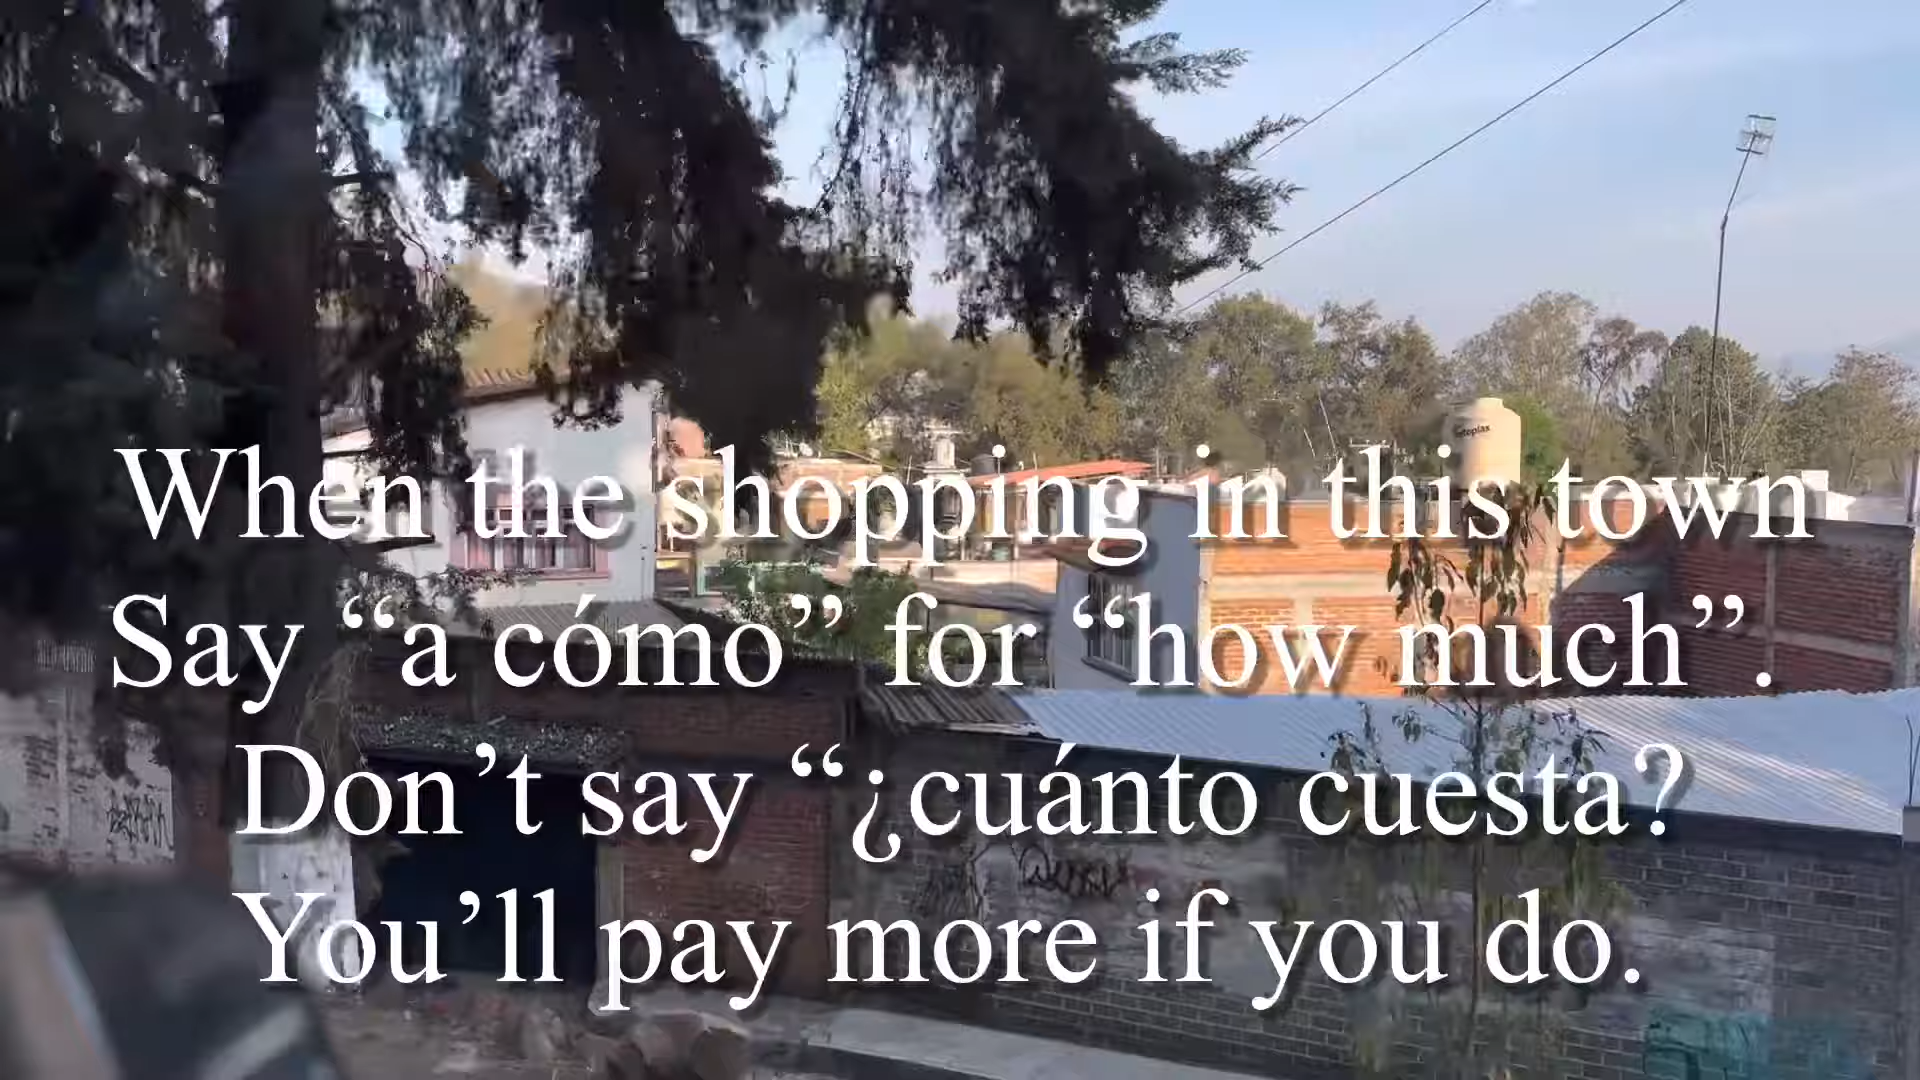 When the shopping in this town
Say “a cómo” for “how much”.
Don’t say “¿cuánto cuesta?
You’ll pay more if you do.